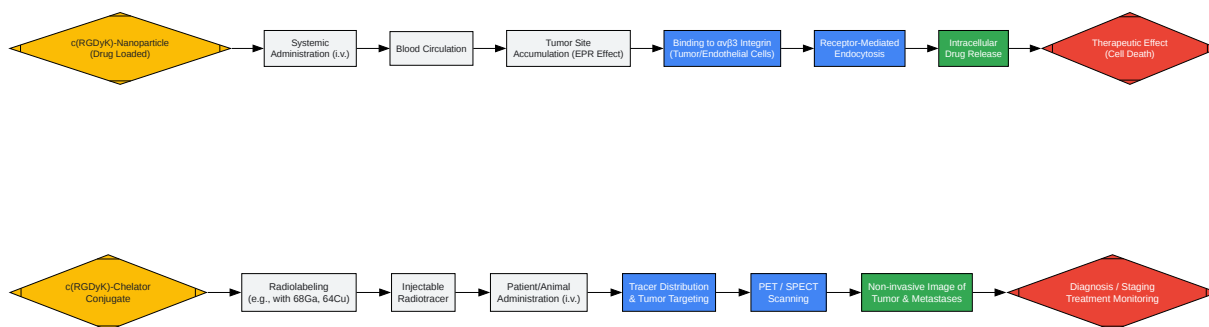 c(RGDyK)-Nanoparticle
(Drug Loaded)
Systemic
Administration (i.v.)
Blood Circulation
Tumor Site
Accumulation (EPR Effect)
Binding to αvβ3 Integrin
(Tumor/Endothelial Cells)
Receptor-Mediated
Endocytosis
Intracellular
Drug Release
Therapeutic Effect
(Cell Death)
c(RGDyK)-Chelator
Conjugate
Radiolabeling
(e.g., with 68Ga, 64Cu)
Injectable
Radiotracer
Patient/Animal
Administration (i.v.)
Tracer Distribution
& Tumor Targeting
PET / SPECT
Scanning
Non-invasive Image of
Tumor & Metastases
Diagnosis / Staging
Treatment Monitoring